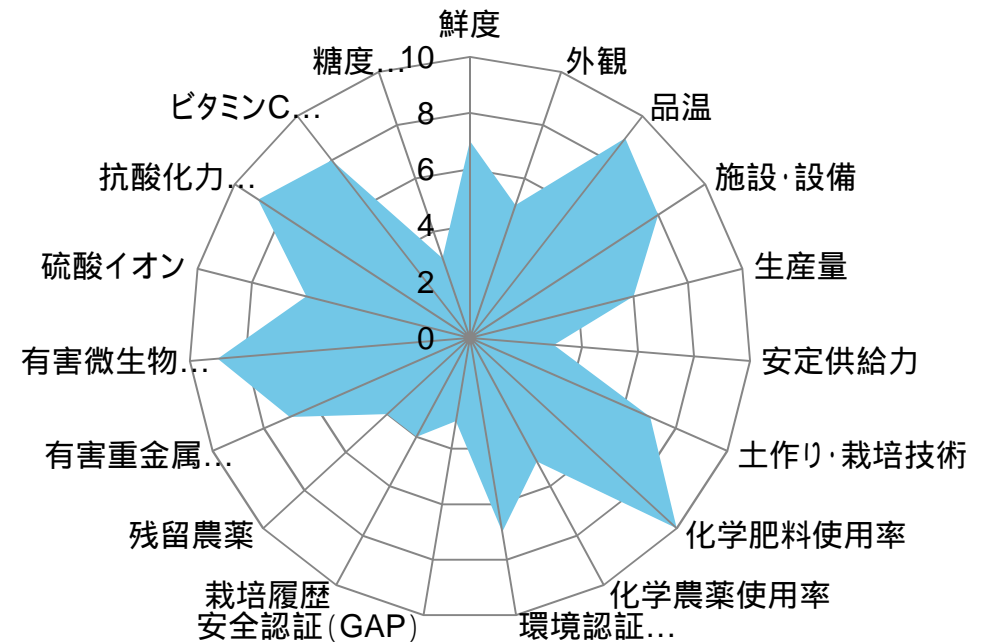 鮮度
外観
品温
施設・設備
生産量
安定供給力
土作り・栽培技術
化学肥料使用率
化学農薬使用率
環境認証…
安全認証(GAP)
栽培履歴
残留農薬
有害重金属…
有害微生物…
硫酸イオン
抗酸化力…
ビタミンC…
糖度…
10
8
6
4
2
0